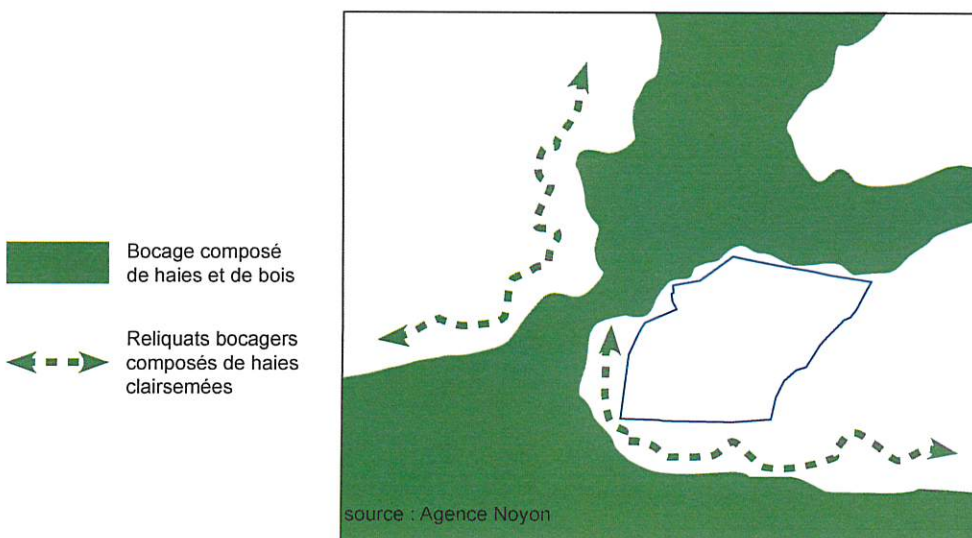 Bocage composé
de haies et de bois
Reliquats bocagers
composés de haies
clairsemées
source : Agence Noyon